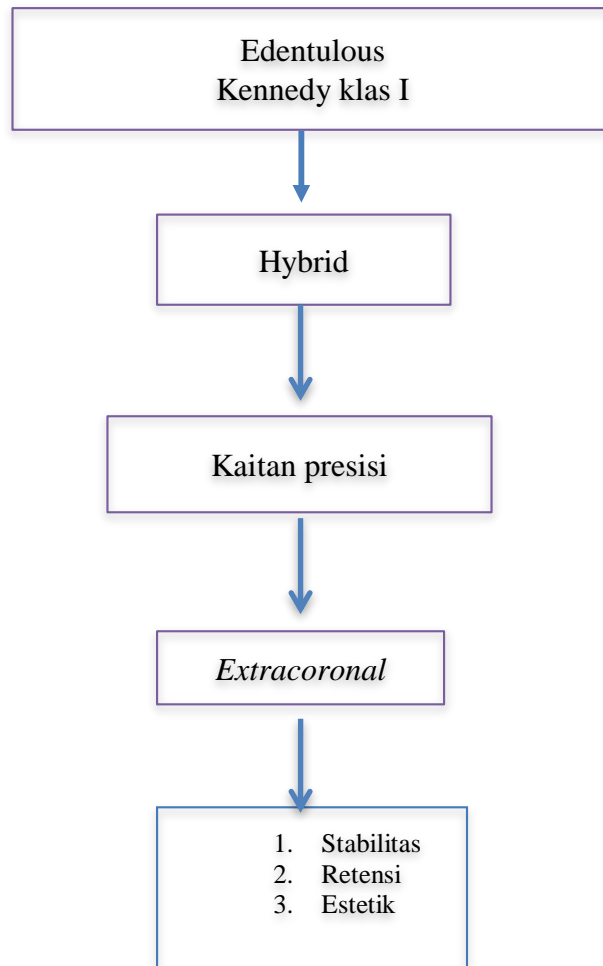 Edentulous
Kennedy klas I
Hybrid
Kaitan presisi
Extracoronal
1. Stabilitas
2. Retensi
3. Estetik